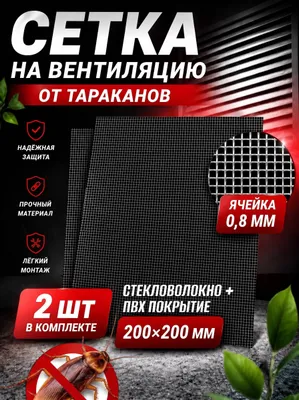 СЕТКА
НА ВЕНТИЛЯЦИЮ
ОТ ТАРАКАНОВ
НАДЁЖНАЯ
ЗАЩИТА
ПРОЧНЫЙ
МАТЕРИАЛ
ЛЁГКИЙ
МОНТАЖ
ЯЧЕЙКА
0,8 ММ
2 ШТ
В КОМПЛЕКТЕ
СТЕКЛОВОЛОКНО +
ПВХ ПОКРЫТИЕ
200×200 ММ